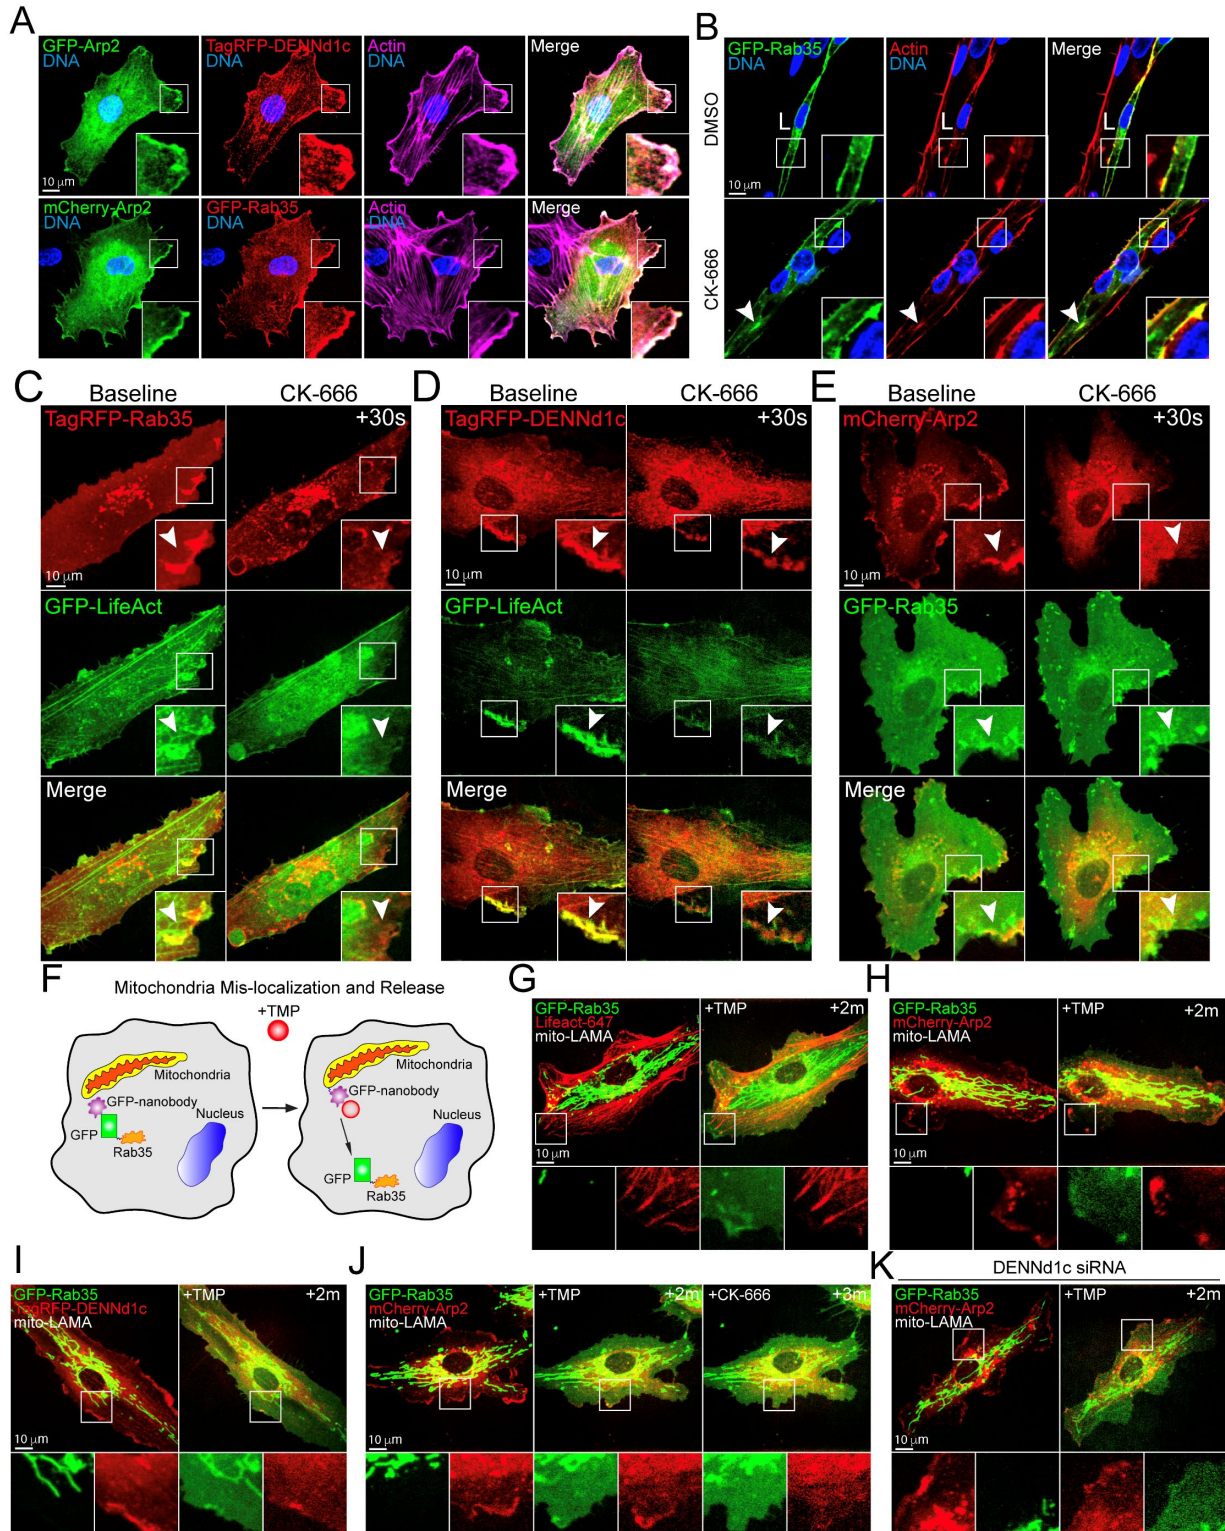 A
GFP-Arp2
DNA
TagRFP-DENNd1c
DNA
Actin
DNA
Merge
10 μm
mCherry-Arp2
DNA
GFP-Rab35
DNA
Actin
DNA
Merge
10 μm
B
DMSO
GFP-Rab35
DNA
Actin
DNA
Merge
L
L
10 μm
CK-666
10 μm
C
Baseline
CK-666
TagRFP-Rab35
+30s
10 μm
GFP-LifeAct
Merge
D
Baseline
CK-666
TagRFP-DENNd1c
+30s
10 μm
GFP-LifeAct
Merge
E
Baseline
CK-666
mCherry-Arp2
+30s
10 μm
GFP-Rab35
Merge
F
Mitochondria Mis-localization and Release
+TMP
Mitochondria
GFP-nanobody
Nucleus
GFP
Rab35
Mitochondria
GFP-nanobody
Nucleus
GFP
Rab35
G
GFP-Rab35
Lifeact-647
mito-LAMA
+TMP
+2m
10 μm
H
GFP-Rab35
mCherry-Arp2
mito-LAMA
+TMP
+2m
10 μm
I
GFP-Rab35
TagRFP-DENNd1c
mito-LAMA
+TMP
+2m
10 μm
J
GFP-Rab35
mCherry-Arp2
mito-LAMA
+TMP
+2m
+CK-666
+3m
10 μm
K
DENNd1c siRNA
GFP-Rab35
mCherry-Arp2
mito-LAMA
+TMP
+2m
10 μm